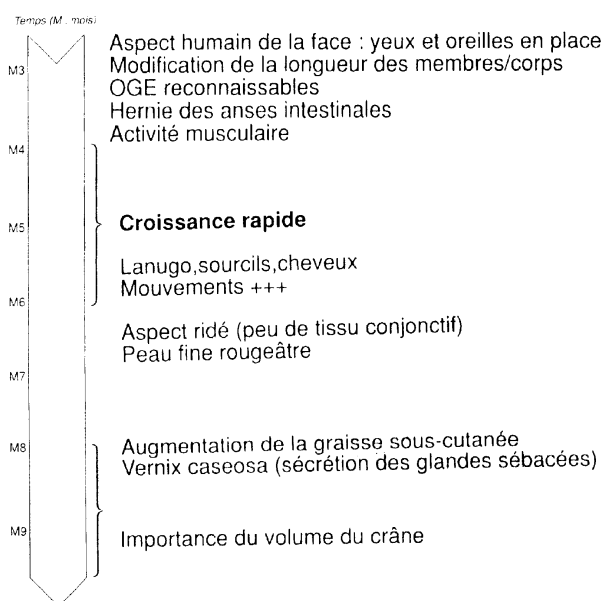 Temps (M : mois)
Aspect humain de la face : yeux et oreilles en place
M3
Modification de la longueur des membres/corps
OGE reconnaissables
Hernie des anses intestinales
Activité musculaire
M4
M5
Croissance rapide
Lanugo,sourcils,cheveux
Mouvements +++
M6
Aspect ridé (peu de tissu conjonctif)
Peau fine rougeâtre
M7
M8
Augmentation de la graisse sous-cutanée
Vernix caseosa (sécrétion des glandes sébacées)
M9
Importance du volume du crâne